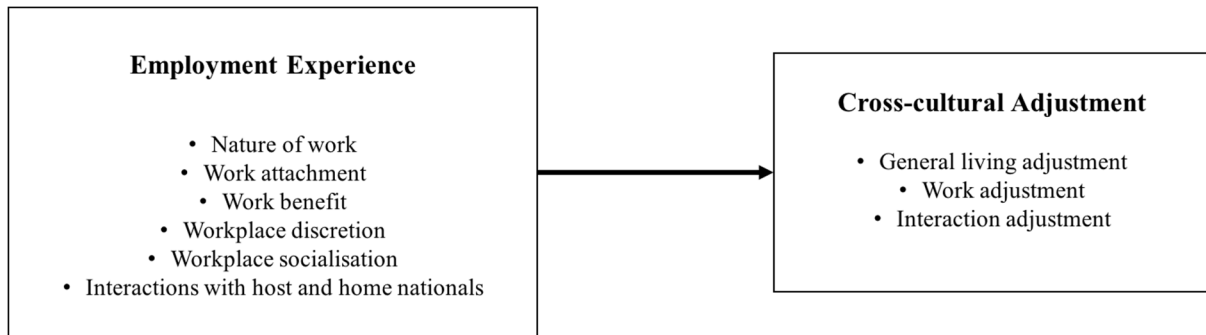 Employment Experience
• Nature of work
• Work attachment
• Work benefit
• Workplace discretion
• Workplace socialisation
• Interactions with host and home nationals
Cross-cultural Adjustment
• General living adjustment
• Work adjustment
• Interaction adjustment